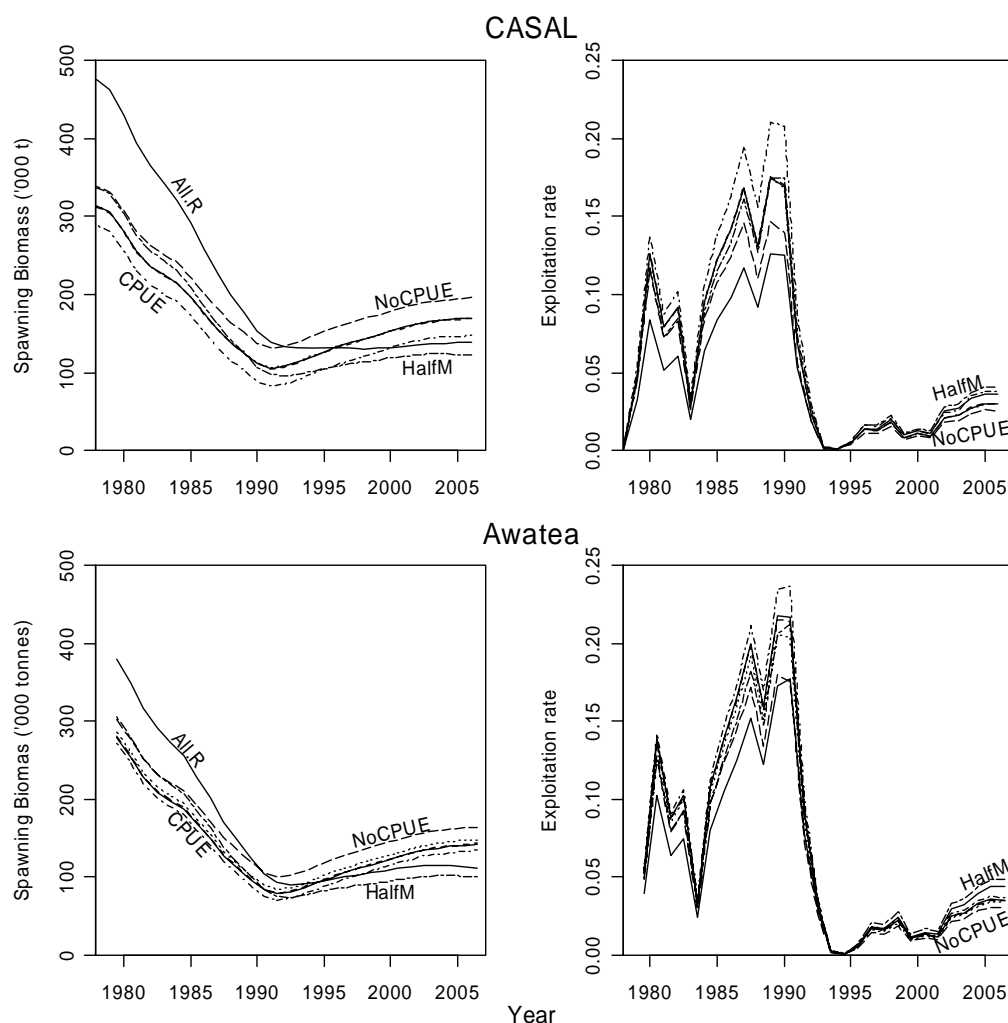 CASAL
Spawning Biomass ('000 t)
500
400
300
200
100
0
All.R
CPUE
NoCPUE
HalfM
1980 1985 1990 1995 2000 2005
Exploitation rate
0.25
0.20
0.15
0.10
0.05
0.00
HalfM
NoCPUE
1980 1985 1990 1995 2000 2005
Awatea
Spawning Biomas ('000 tonnes)
500
400
300
200
100
0
All.R
CPUE
NoCPUE
HalfM
1980 1985 1990 1995 2000 2005
Exploitation rate
0.25
0.20
0.15
0.10
0.05
0.00
HalfM
NoCPUE
1980 1985 1990 1995 2000 2005
Year